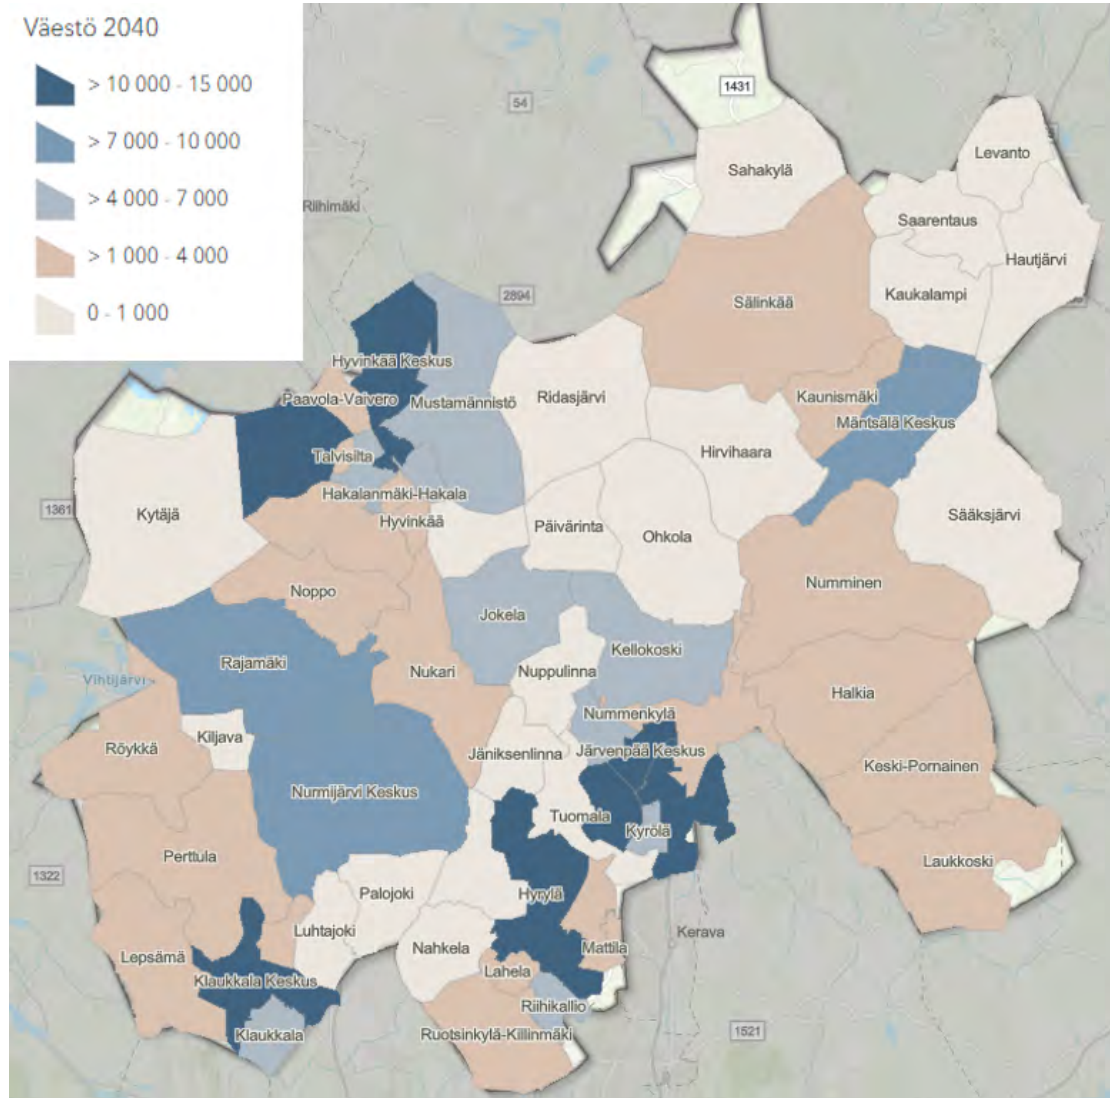 Väestö 2040
> 10 000 - 15 000
> 7 000 - 10 000
> 4 000 - 7 000
> 1 000 - 4 000
0 - 1 000
1431
54
Levanto
Sahakylä
Riihimäki
Saarentaus
Hautjärvi
Kaukalampi
2894
Sälinkää
Hyvinkää Keskus
Paavola-Vaivero
Mustamännistö
Ridasjärvi
Kaunismäki
Mäntsälä Keskus
Talvisilta
Hirvihaara
Hakalanmäki-Hakala
1361
Kytäjä
Hyvinkää
Päivärinta
Ohkola
Sääksjärvi
Noppo
Numminen
Jokela
Rajamäki
Nukari
Nuppulinna
Kellokoski
Vihtijärvi
Halkia
Nummenkylä
Kiljava
Röykkä
Jäniksenlinna
Järvenpää Keskus
Keski-Pornainen
Nurmijärvi Keskus
Tuomala
Kyrölä
Perttula
Laukkoski
1322
Palojoki
Hyrylä
Luhtajoki
Kerava
Nahkela
Mattila
Lepsämä
Lahela
Klaukkala Keskus
Riihikallio
Klaukkala
Ruotsinkylä-Killinmäki
1521